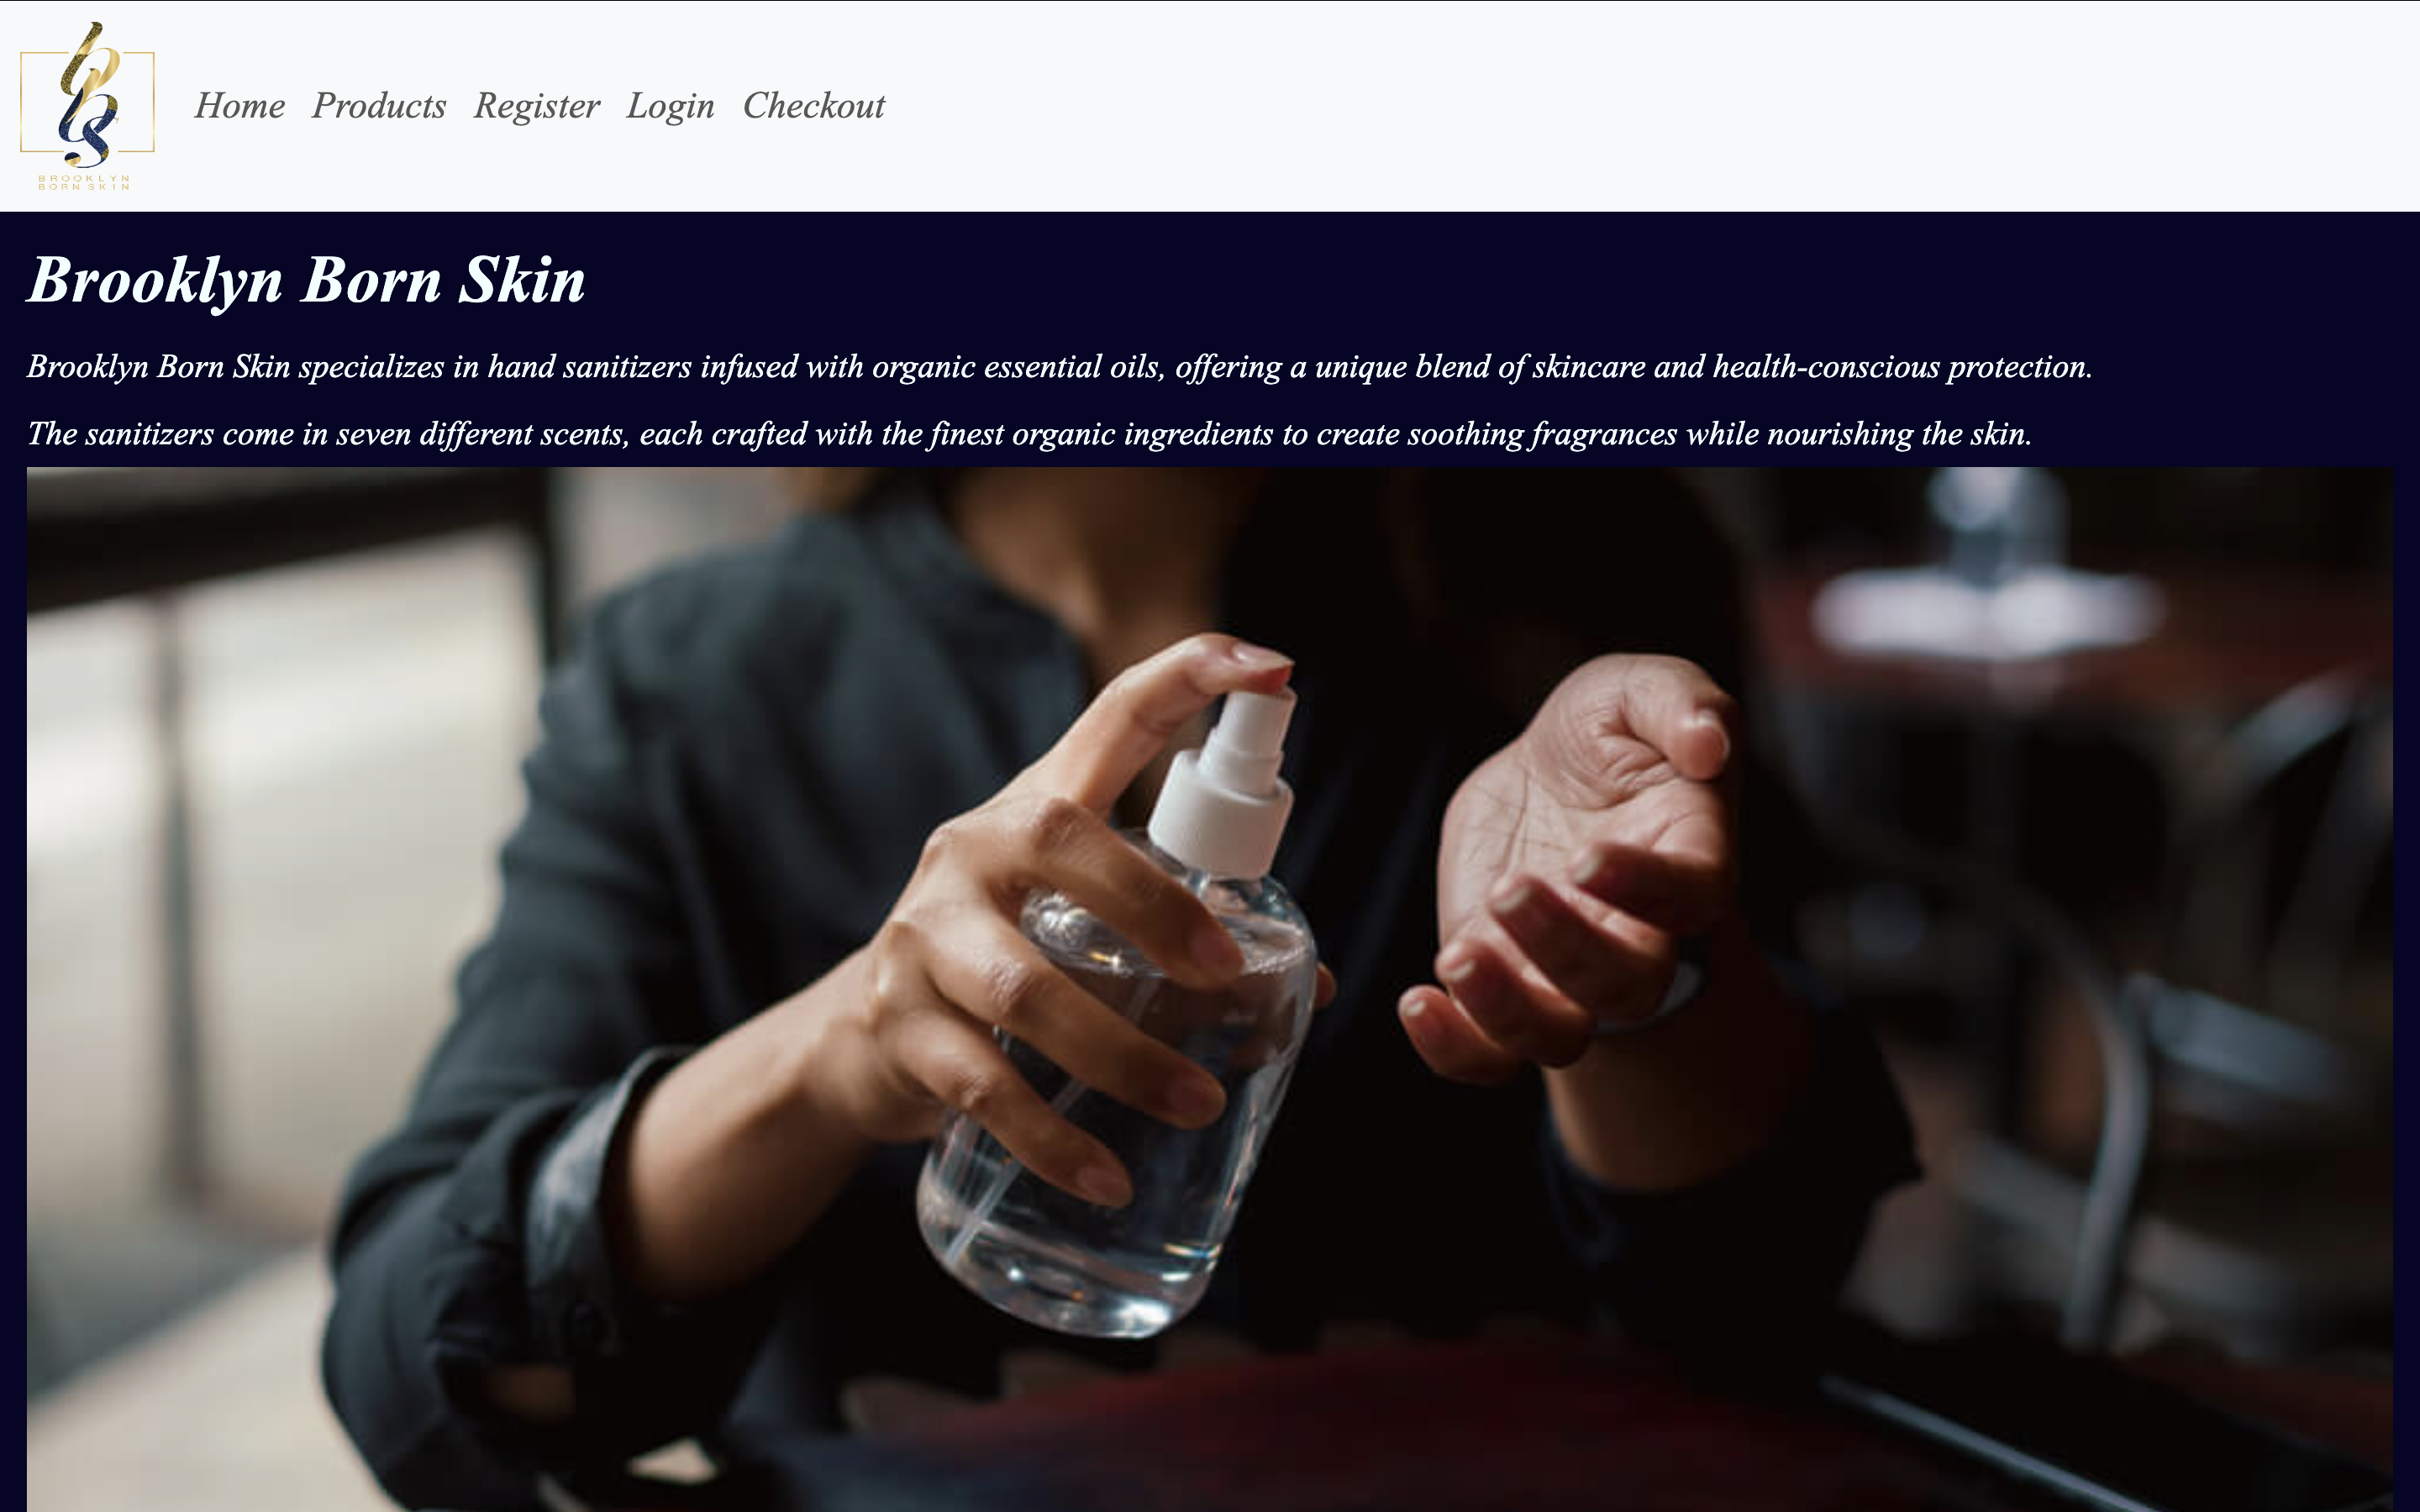 BROOKLYN
BORN SKIN
Home Products Register Login Checkout
Brooklyn Born Skin
Brooklyn Born Skin specializes in hand sanitizers infused with organic essential oils, offering a unique blend of skincare and health-conscious protection.
The sanitizers come in seven different scents, each crafted with the finest organic ingredients to create soothing fragrances while nourishing the skin.